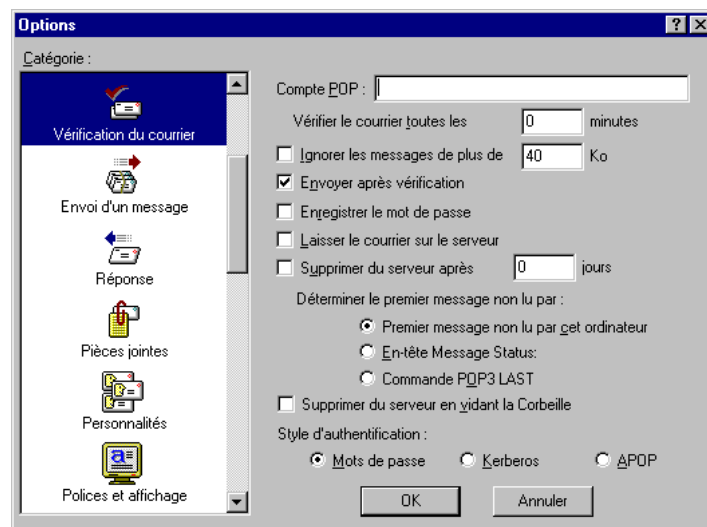 Options
Catégorie :
Vérification du courrier
Envoi d'un message
Réponse
Pièces jointes
Personnalités
Polices et affichage
Compte POP :
Vérifier le courrier toutes les 0 minutes
Ignorer les messages de plus de 40 Ko
Envoyer après vérification
Enregistrer le mot de passe
Laisser le courrier sur le serveur
Supprimer du serveur après 0 jours
Déterminer le premier message non lu par :
Premier message non lu par cet ordinateur
En-tête Message Status:
Commande POP3 LAST
Supprimer du serveur en vidant la Corbeille
Style d'authentification :
Mots de passe Kerberos APOP
OK Annuler